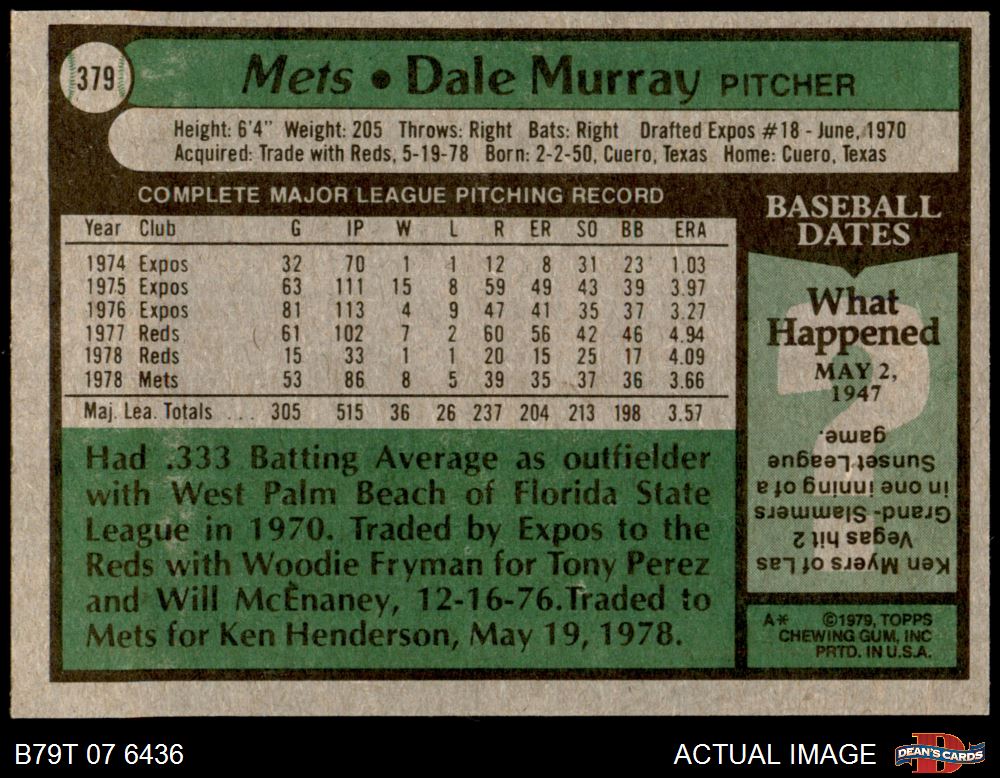 379
Mets • Dale Murray PITCHER
Height: 6'4" Weight: 205 Throws: Right Bats: Right Drafted Expos #18 - June, 1970
Acquired: Trade with Reds, 5-19-78 Born: 2-2-50, Cuero, Texas Home: Cuero, Texas
COMPLETE MAJOR LEAGUE PITCHING RECORD
Year Club G IP W L R ER SO BB ERA
1974 Expos 32 70 1 1 12 8 31 23 1.03
1975 Expos 63 111 15 8 59 49 43 39 3.97
1976 Expos 81 113 4 9 47 41 35 37 3.27
1977 Reds 61 102 7 2 60 56 42 46 4.94
1978 Reds 15 33 1 1 20 15 25 17 4.09
1978 Mets 53 86 8 5 39 35 37 36 3.66
Maj. Lea. Totals ... 305 515 36 26 237 204 213 198 3.57
Had .333 Batting Average as outfielder
with West Palm Beach of Florida State
League in 1970. Traded by Expos to the
Reds with Woodie Fryman for Tony Perez
and Will McEnaney, 12-16-76.Traded to
Mets for Ken Henderson, May 19, 1978.
BASEBALL
DATES
What
Happened
MAY 2,
1947
Ken Myers of Las
Vegas hit 2
Grand-Slammers
in one inning of a
Sunset League
game.
A* ©1979, TOPPS
CHEWING GUM, INC
PRTD. IN U.S.A.
B79T 07 6436
ACTUAL IMAGE
DEAN'S CARDS